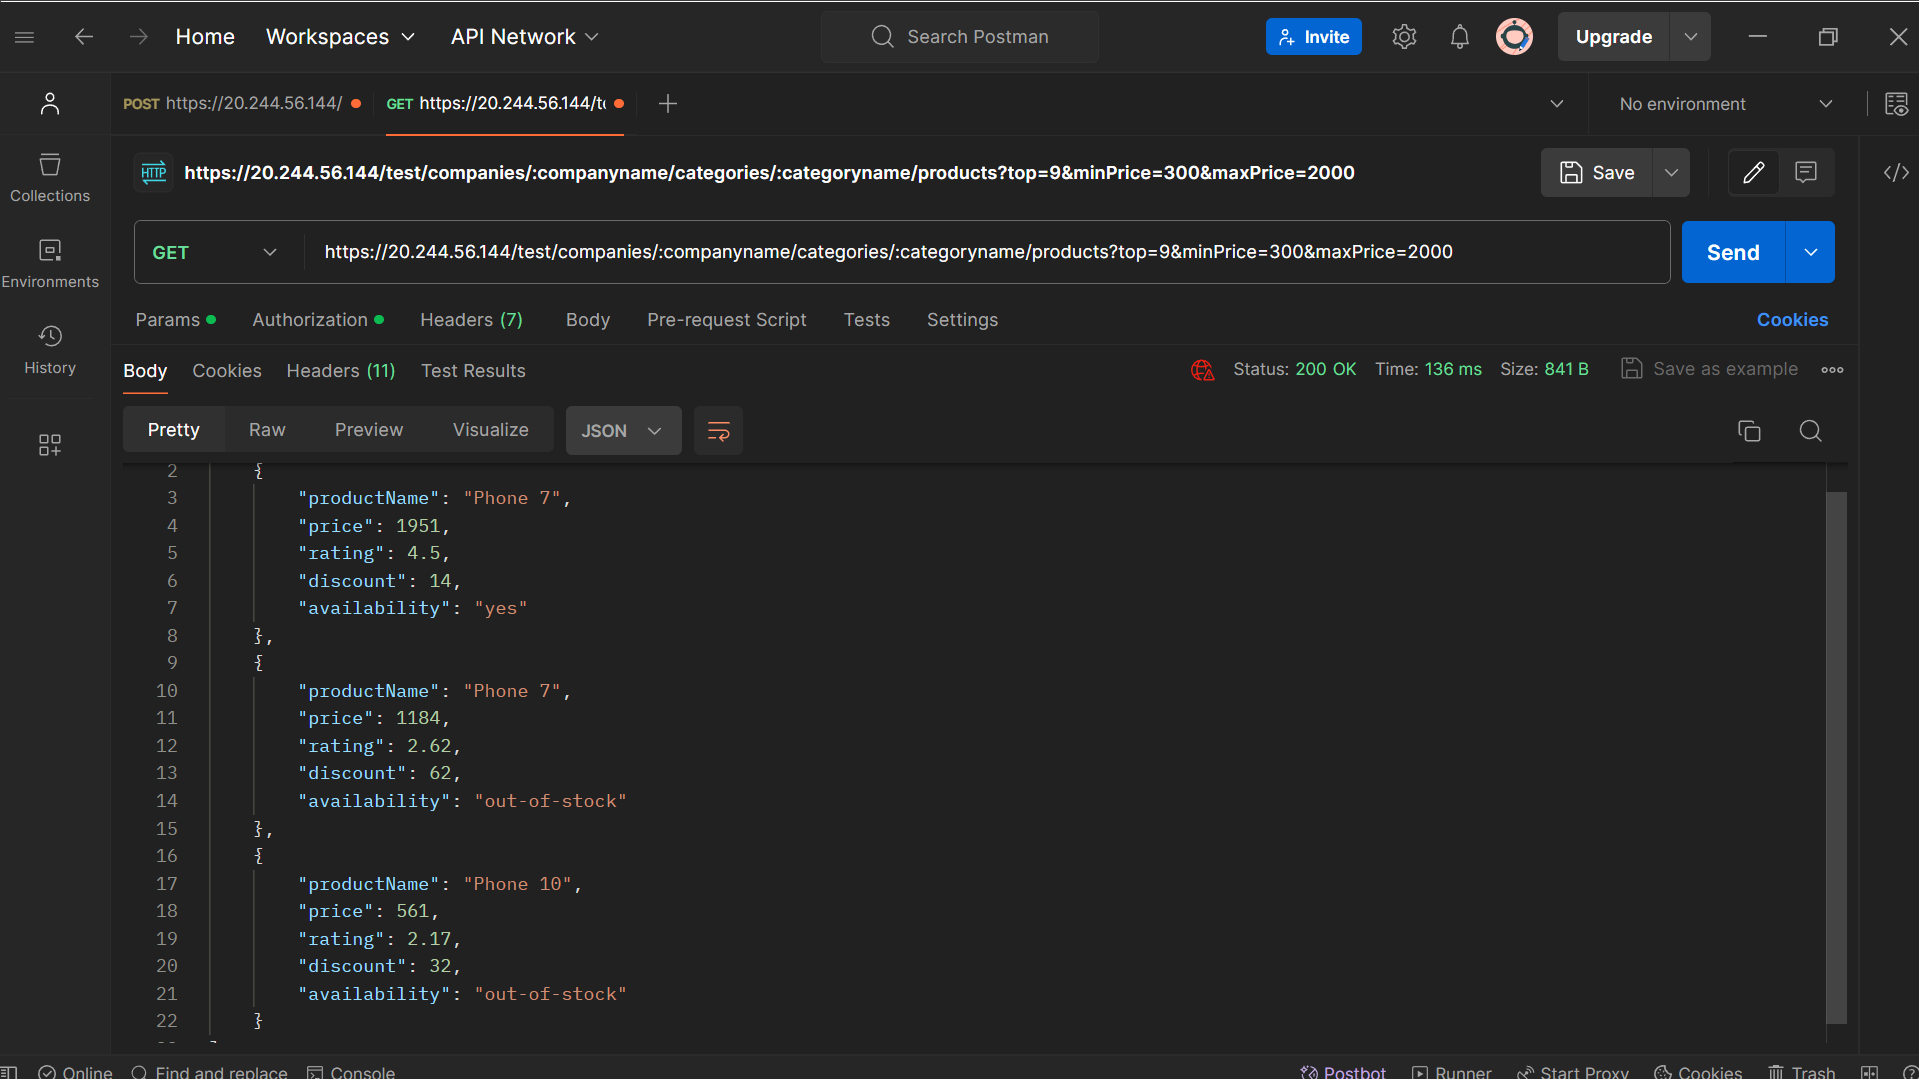 Home Workspaces API Network Search Postman Invite Upgrade
POST https://20.244.56.144/ GET https://20.244.56.144/t No environment
HTTP https://20.244.56.144/test/companies/:companyname/categories/:categoryname/products?top=9&minPrice=300&maxPrice=2000 Save </>
Collections
GET https://20.244.56.144/test/companies/:companyname/categories/:categoryname/products?top=9&minPrice=300&maxPrice=2000 Send
Environments
Params Authorization Headers (7) Body Pre-request Script Tests Settings Cookies
History
Body Cookies Headers (11) Test Results Status: 200 OK Time: 136 ms Size: 841 B Save as example
Pretty Raw Preview Visualize JSON
2 {
3 "productName": "Phone 7",
4 "price": 1951,
5 "rating": 4.5,
6 "discount": 14,
7 "availability": "yes"
8 },
9 {
10 "productName": "Phone 7",
11 "price": 1184,
12 "rating": 2.62,
13 "discount": 62,
14 "availability": "out-of-stock"
15 },
16 {
17 "productName": "Phone 10",
18 "price": 561,
19 "rating": 2.17,
20 "discount": 32,
21 "availability": "out-of-stock"
22 }
Online Find and replace Console Postbot Runner Start Proxy Cookies Trash